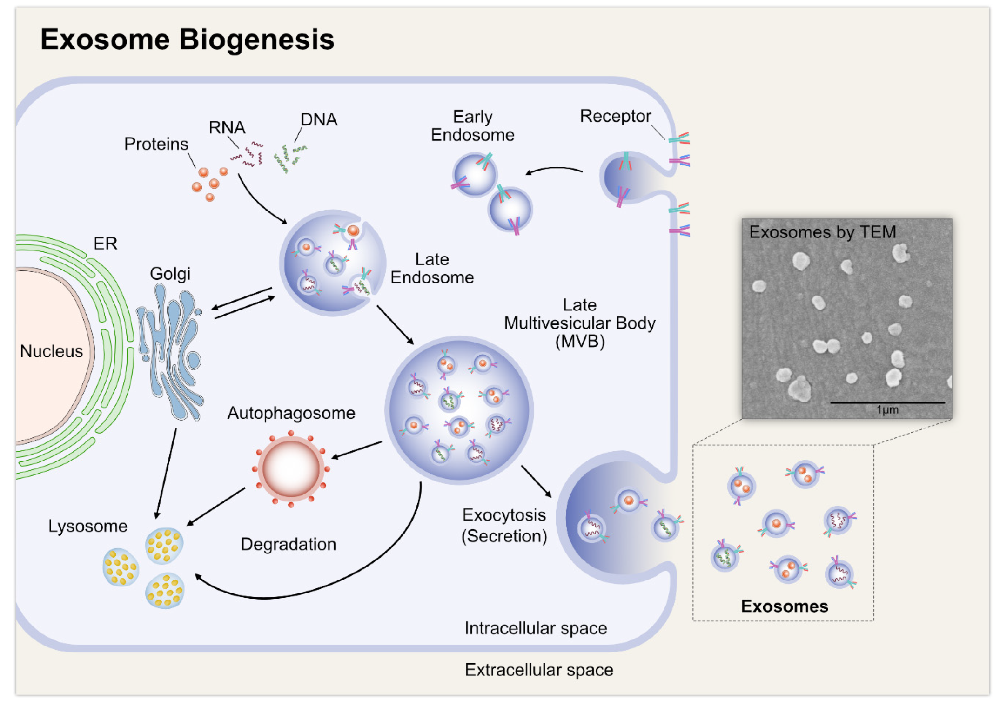 Exosome Biogenesis
Proteins
RNA
DNA
Early
Endosome
Receptor
ER
Golgi
Nucleus
Late
Endosome
Late
Multivesicular Body
(MVB)
Exosomes by TEM
1µm
Autophagosome
Lysosome
Degradation
Exocytosis
(Secretion)
Exosomes
Intracellular space
Extracellular space